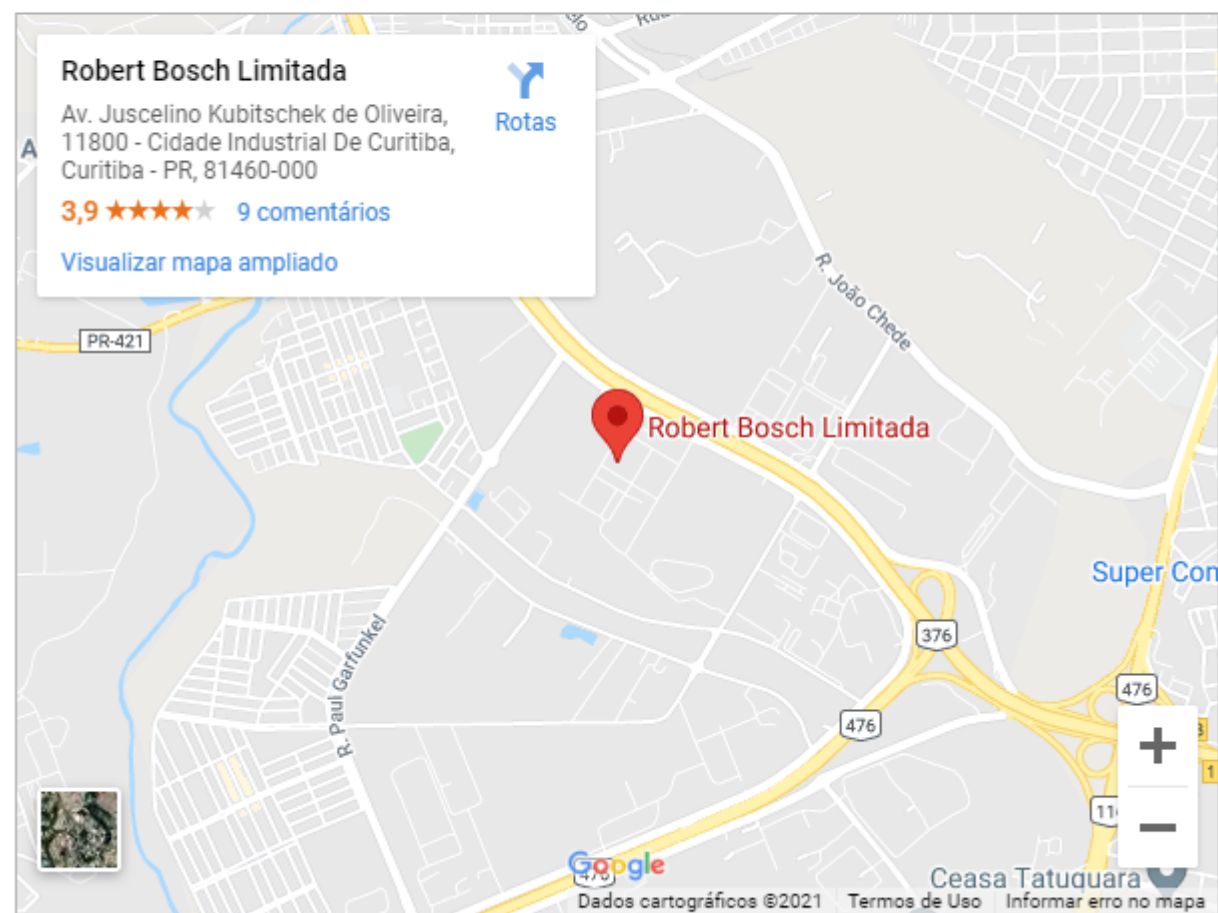 Robert Bosch Limitada
Av. Juscelino Kubitschek de Oliveira,
11800 - Cidade Industrial De Curitiba,
Curitiba - PR, 81460-000
3,9
9 comentários
Visualizar mapa ampliado
Rotas
R. João Chede
PR-421
Robert Bosch Limitada
Super Con
376
R. Paul Garfunkel
476
476
+
−
Google
Ceasa Tatuquara
Dados cartográficos ©2021
Termos de Uso
Informar erro no mapa